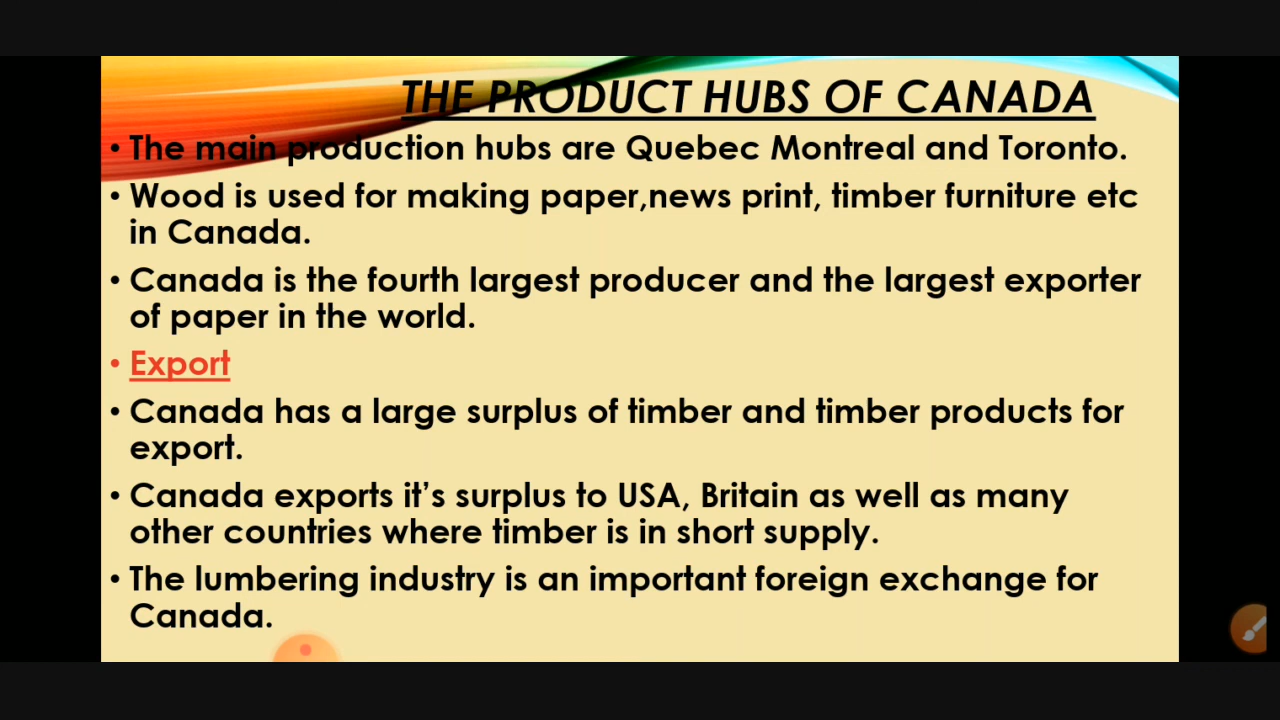 THE PRODUCT HUBS OF CANADA
• The main production hubs are Quebec Montreal and Toronto.
• Wood is used for making paper,news print, timber furniture etc
in Canada.
• Canada is the fourth largest producer and the largest exporter
of paper in the world.
• Export
• Canada has a large surplus of timber and timber products for
export.
• Canada exports it’s surplus to USA, Britain as well as many
other countries where timber is in short supply.
• The lumbering industry is an important foreign exchange for
Canada.